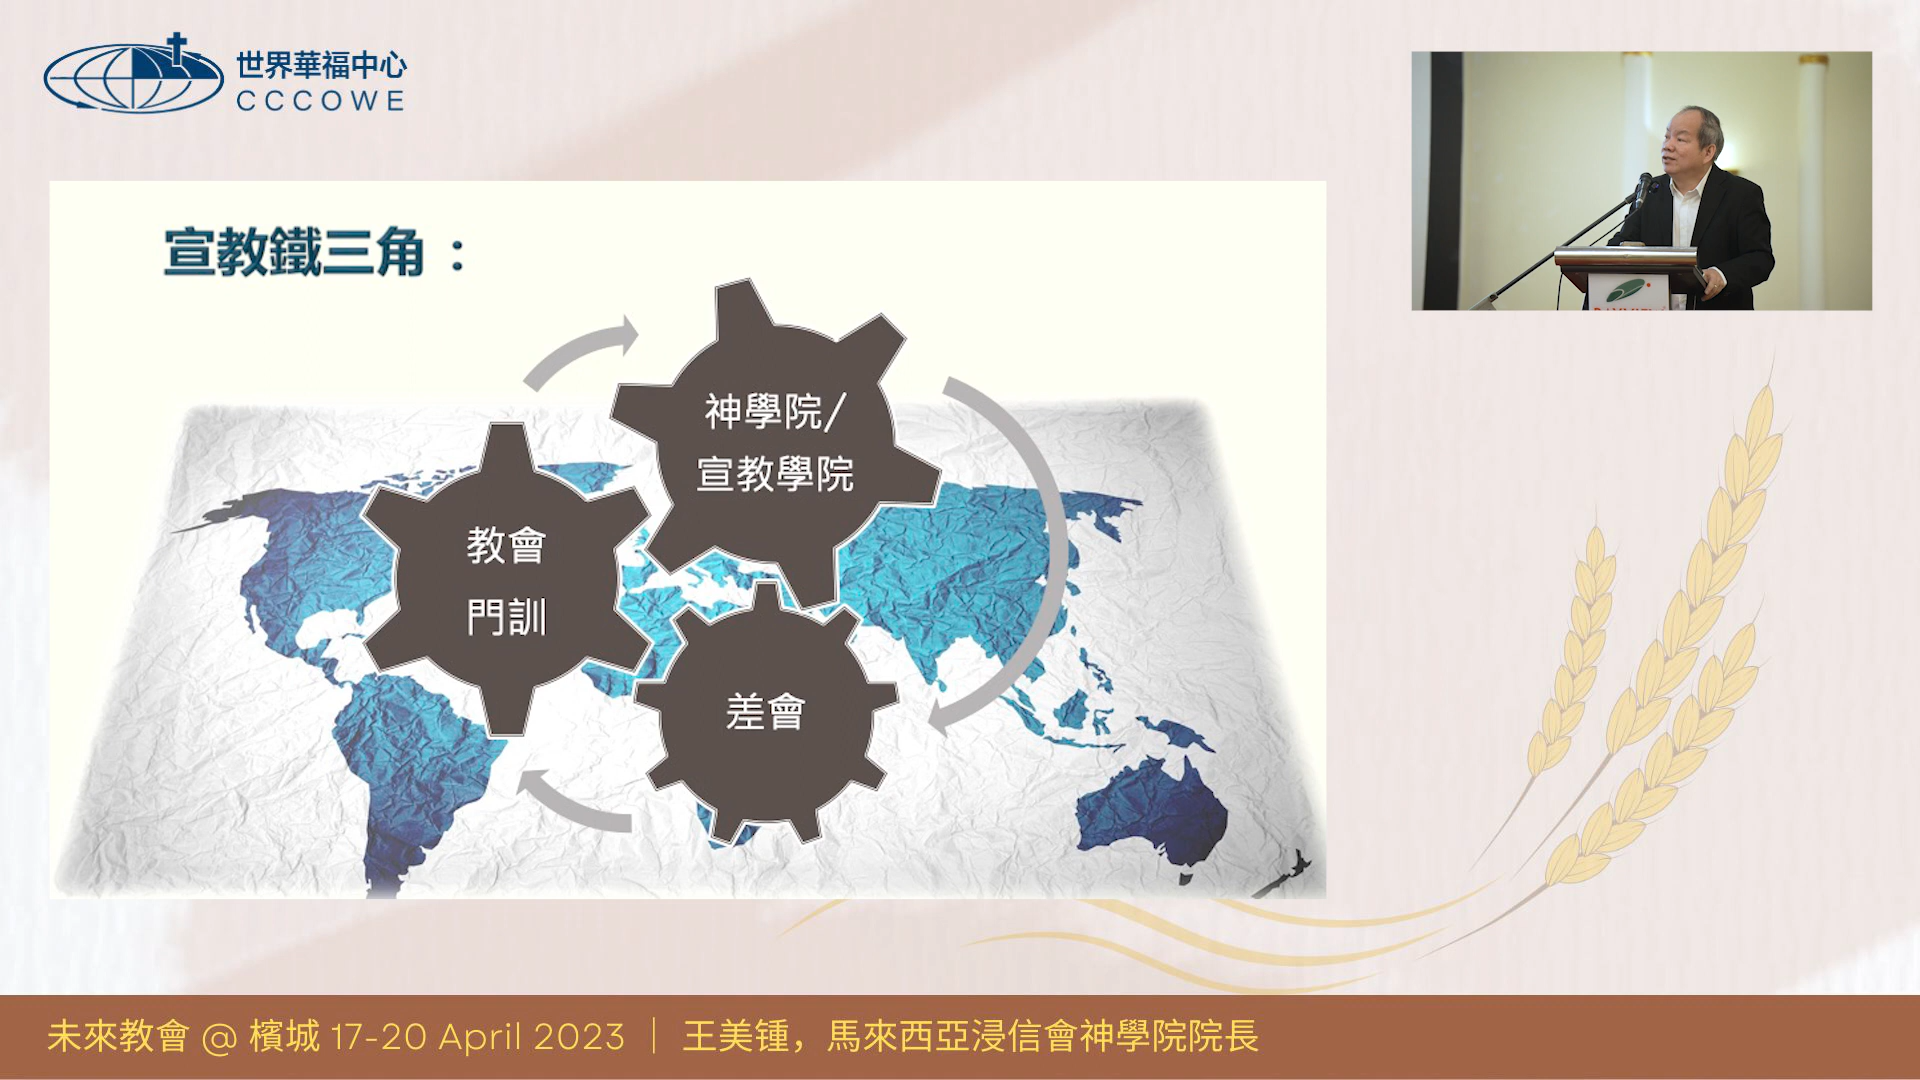 世界華福中心
CCCOWE
宣教鐵三角：
神學院/
宣教學院
教會
門訓
差會
未來教會 @ 檳城 17-20 April 2023 | 王美锺，馬來西亞浸信會神學院院長